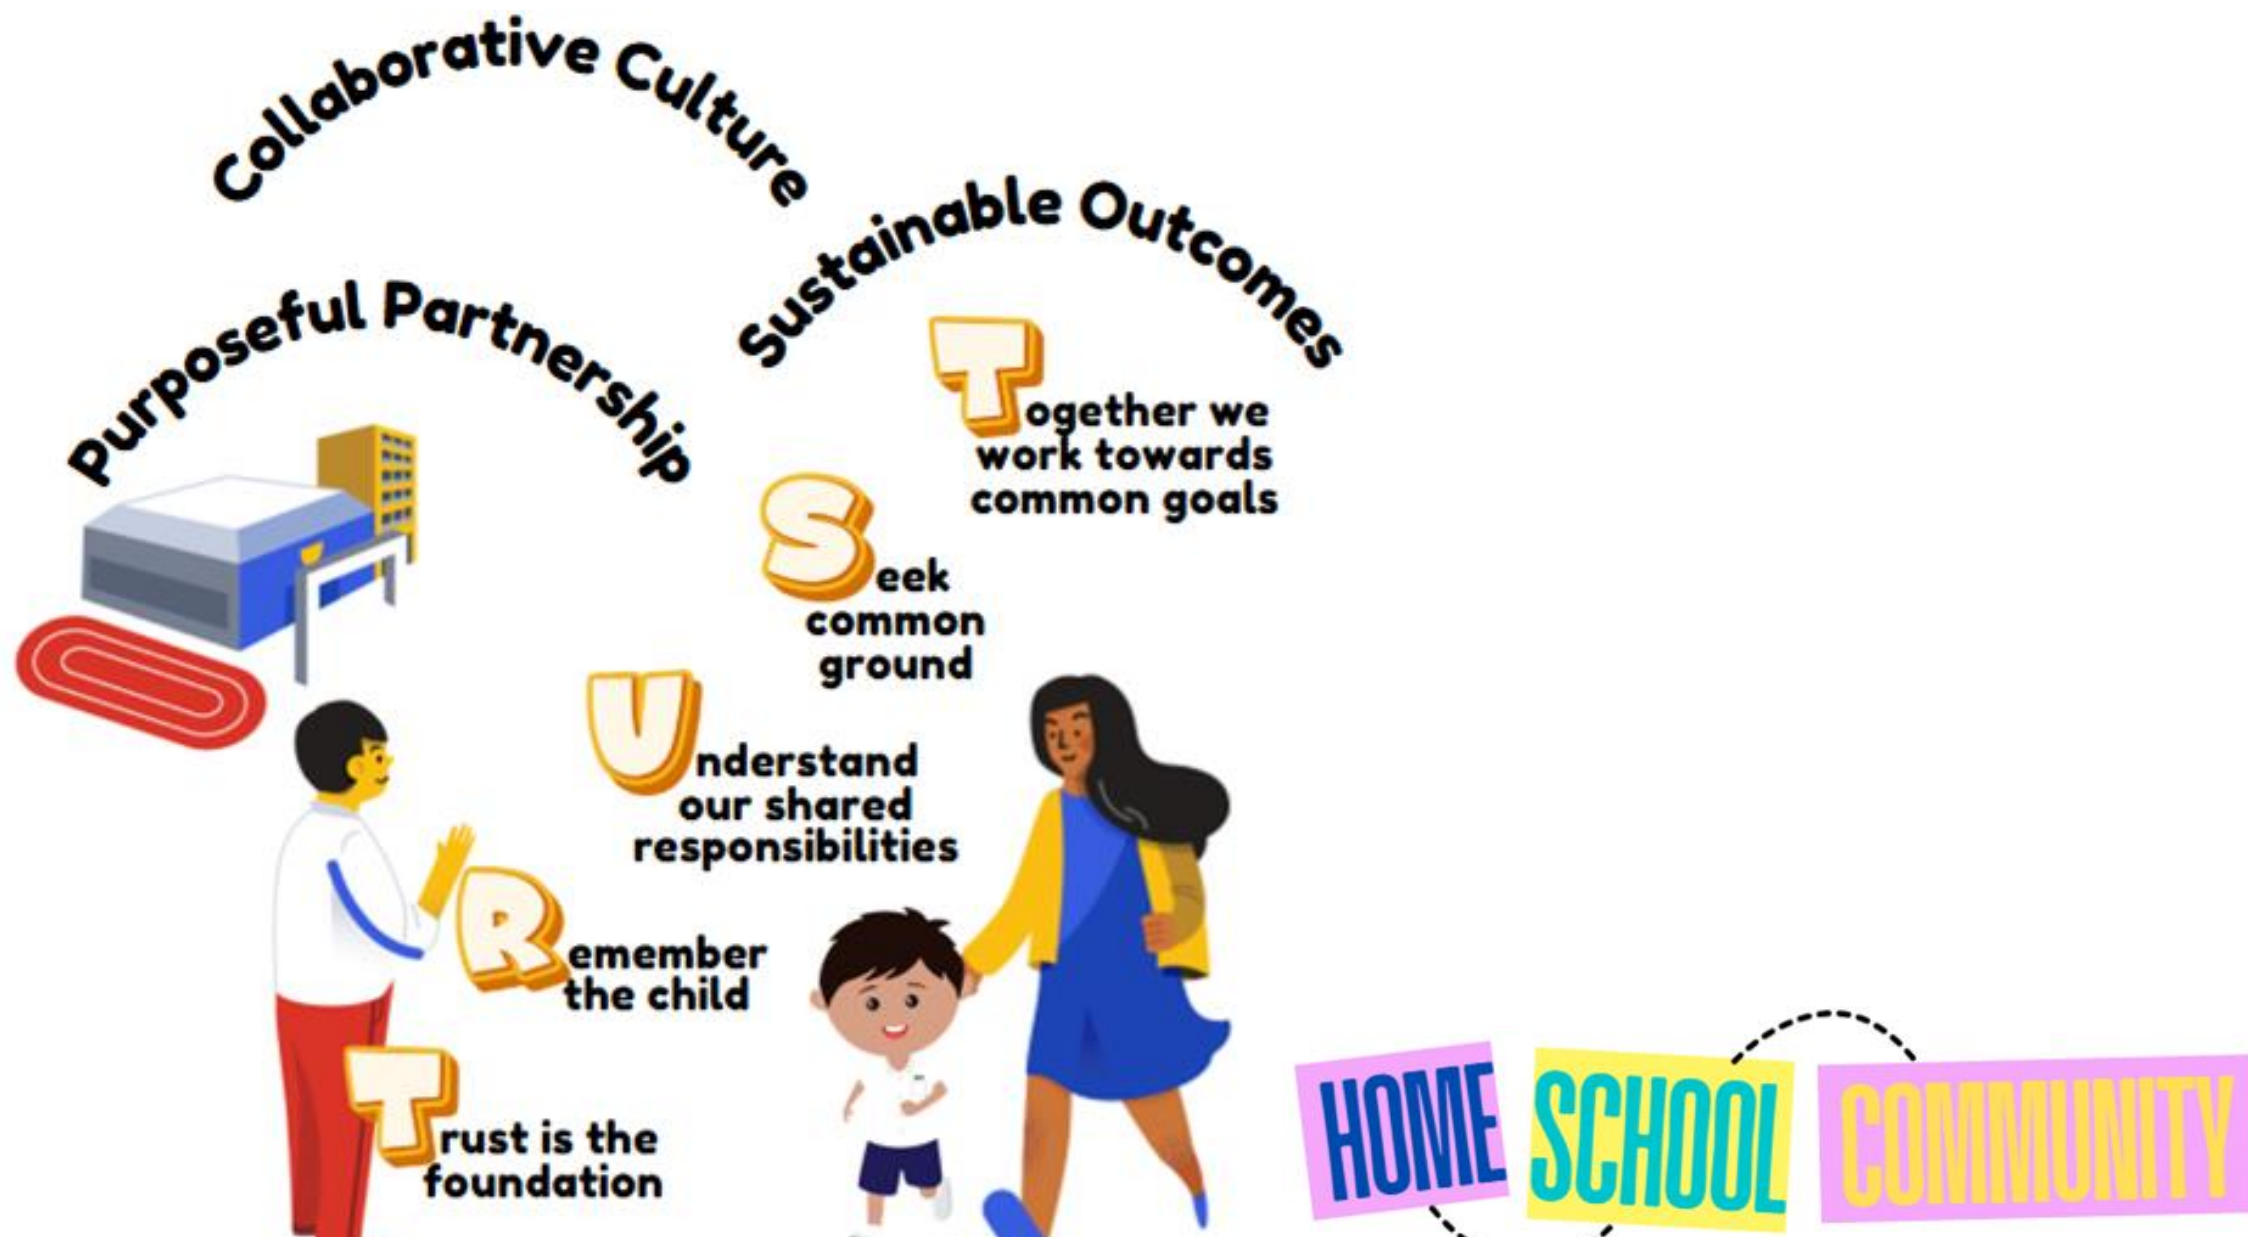 Collaborative Culture
Sustainable Outcomes
Purposeful Partnership
Together we
work towards
common goals
Seek
common
ground
Understand
our shared
responsibilities
Remember
the child
Trust is the
foundation
HOME SCHOOL COMMUNITY